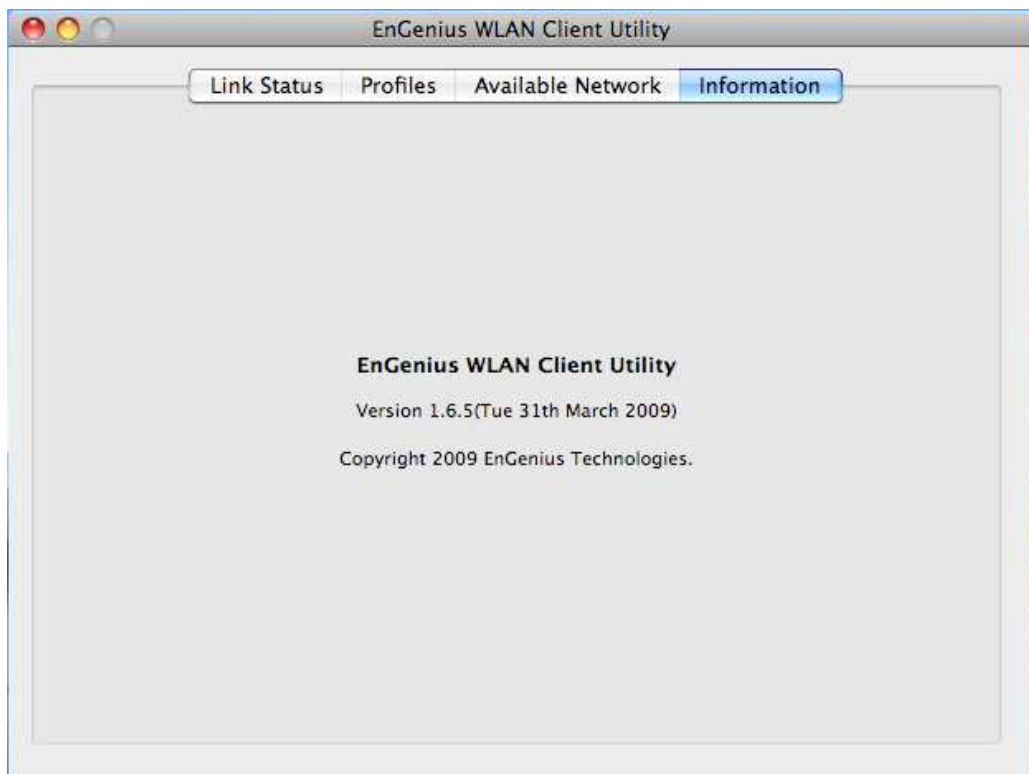 EnGenius WLAN Client Utility
Link Status Profiles Available Network Information
EnGenius WLAN Client Utility
Version 1.6.5(Tue 31th March 2009)
Copyright 2009 EnGenius Technologies.